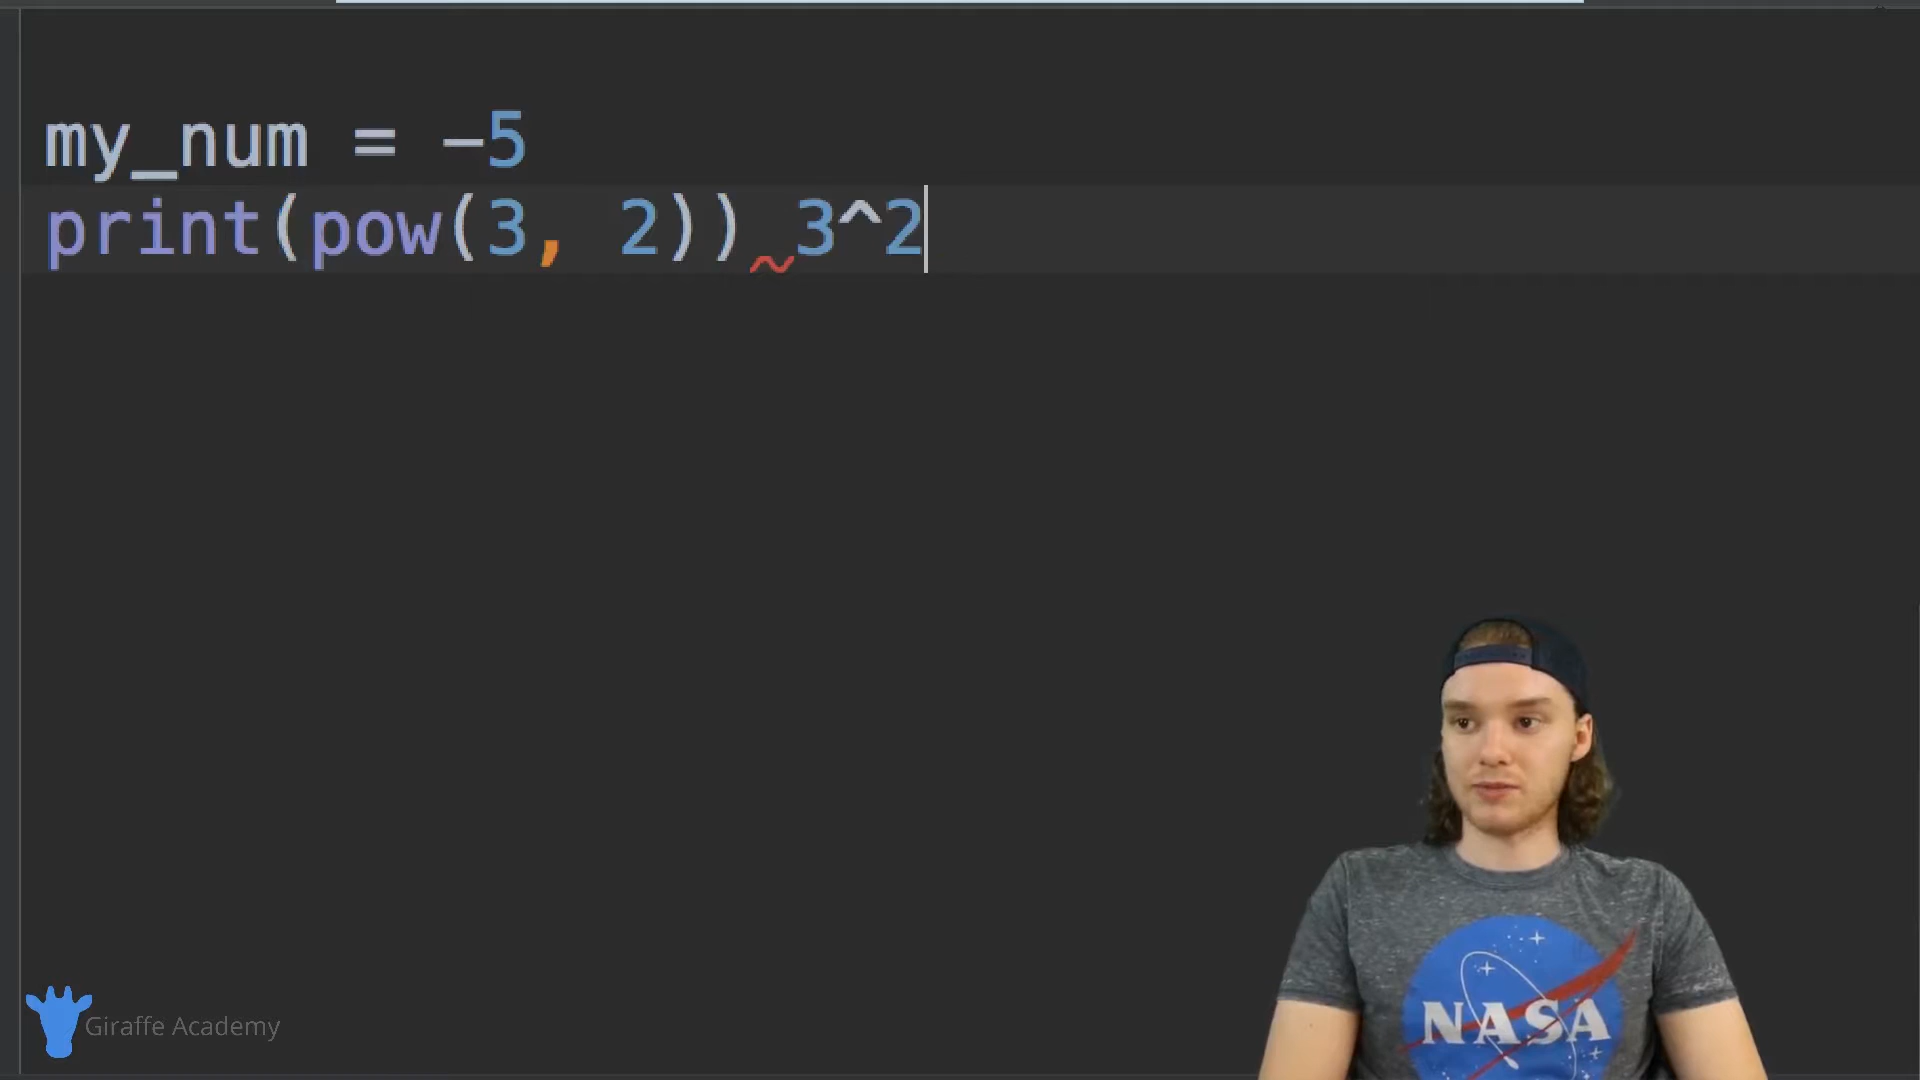 my_num = -5
print(pow(3, 2)) 3^2
NASA
Giraffe Academy